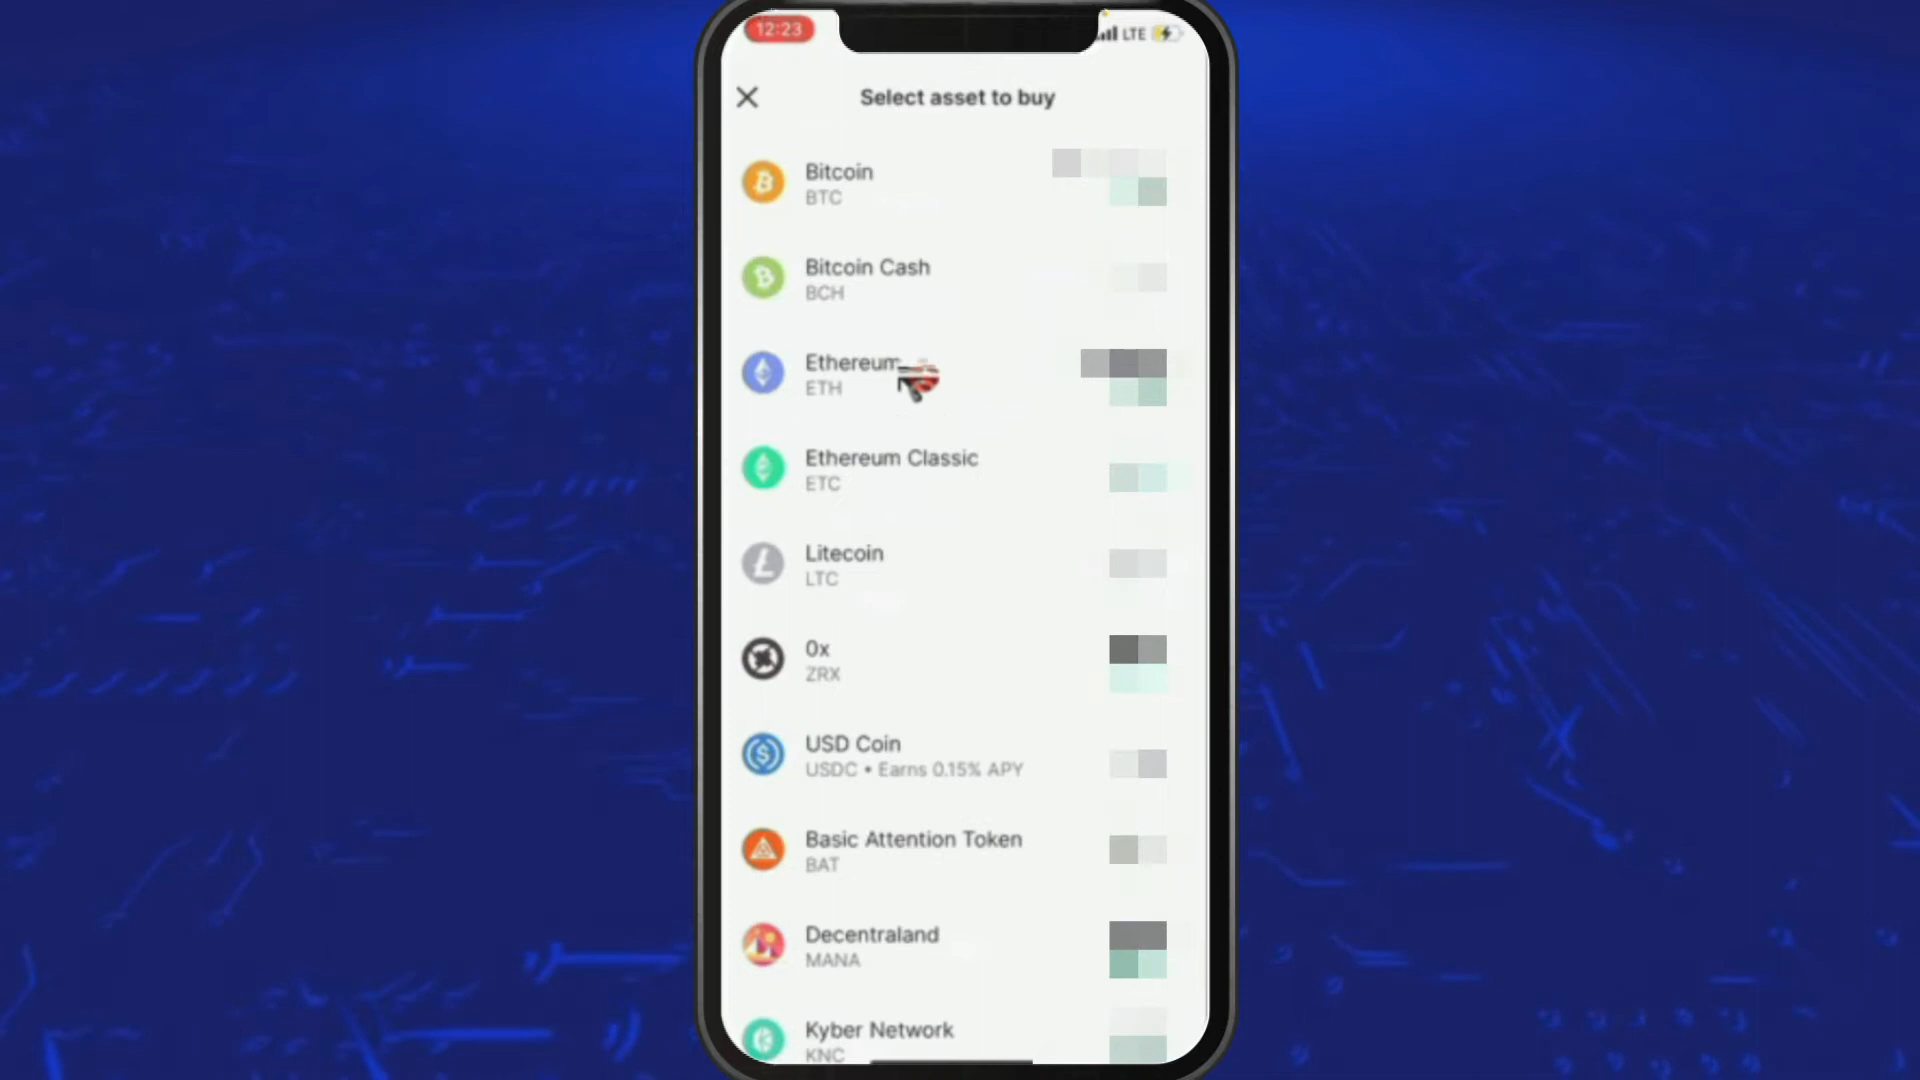 12:23
LTE
Select asset to buy
Bitcoin
BTC
Bitcoin Cash
BCH
Ethereum
ETH
Ethereum Classic
ETC
Litecoin
LTC
0x
ZRX
USD Coin
USDC • Earns 0.15% APY
Basic Attention Token
BAT
Decentraland
MANA
Kyber Network
KNC